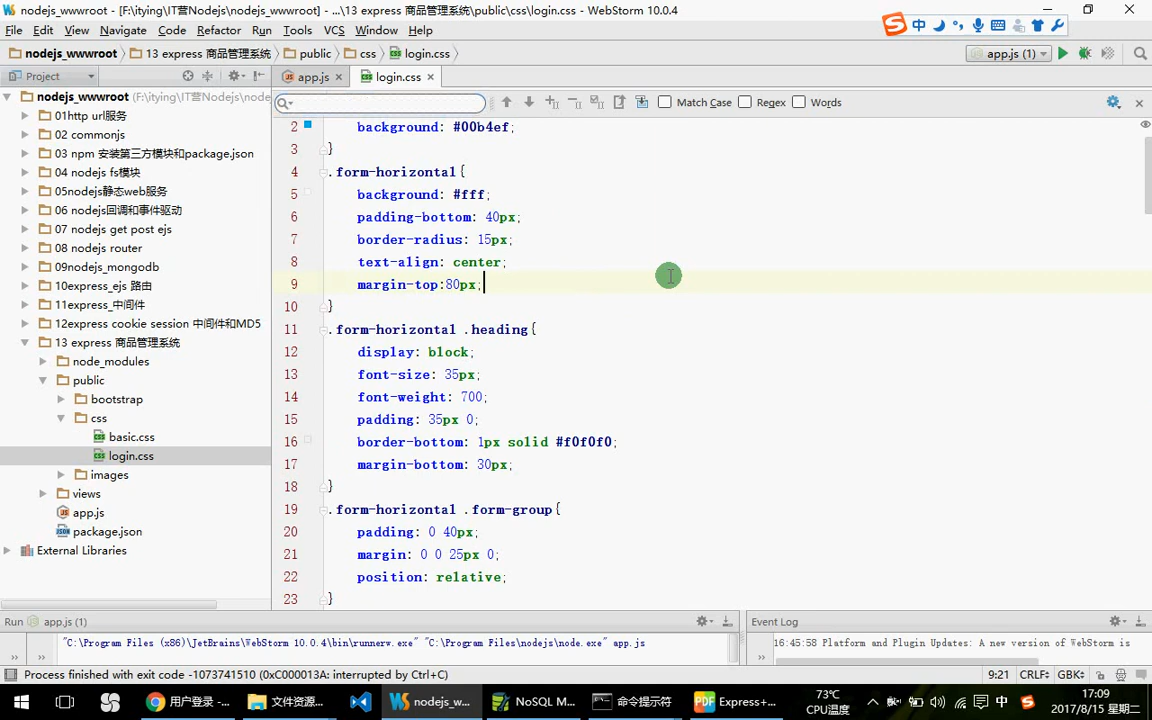 nodejs_wwwroot - [F:\itying\IT营Nodejs\nodejs_wwwroot] - ...\13 express 商品管理系统\public\css\login.css - WebStorm 10.0.4
中
File Edit View Navigate Code Refactor Run Tools VCS Window Help
nodejs_wwwroot 13 express 商品管理系统 public css login.css
app.js (1)
Project
app.js login.css
nodejs_wwwroot (F:\itying\IT营Nodejs\node
01http url服务
02 commonjs
03 npm 安装第三方模块和package.json
04 nodejs fs模块
05nodejs静态web服务
06 nodejs回调和事件驱动
07 nodejs get post ejs
08 nodejs router
09nodejs_mongodb
10express_ejs 路由
11express_中间件
12express cookie session 中间件和MD5
13 express 商品管理系统
node_modules
public
bootstrap
css
basic.css
login.css
images
views
app.js
package.json
External Libraries
Match Case Regex Words
2 background: #00b4ef;
3 }
4 .form-horizontal{
5 background: #fff;
6 padding-bottom: 40px;
7 border-radius: 15px;
8 text-align: center;
9 margin-top:80px;
10 }
11 .form-horizontal .heading{
12 display: block;
13 font-size: 35px;
14 font-weight: 700;
15 padding: 35px 0;
16 border-bottom: 1px solid #f0f0f0;
17 margin-bottom: 30px;
18 }
19 .form-horizontal .form-group{
20 padding: 0 40px;
21 margin: 0 0 25px 0;
22 position: relative;
23 }
Run app.js (1)
"C:\Program Files (x86)\JetBrains\WebStorm 10.0.4\bin\runnerw.exe" "C:\Program Files\nodejs\node.exe" app.js
Event Log
16:45:58 Platform and Plugin Updates: A new version of WebStorm is
Process finished with exit code -1073741510 (0xC000013A: interrupted by Ctrl+C)
9:21 CRLF GBK
用户登录 -...
文件资源...
nodejs_w...
NoSQL M...
命令提示符
PDF Express+...
73℃
CPU温度
中
17:09
2017/8/15 星期二